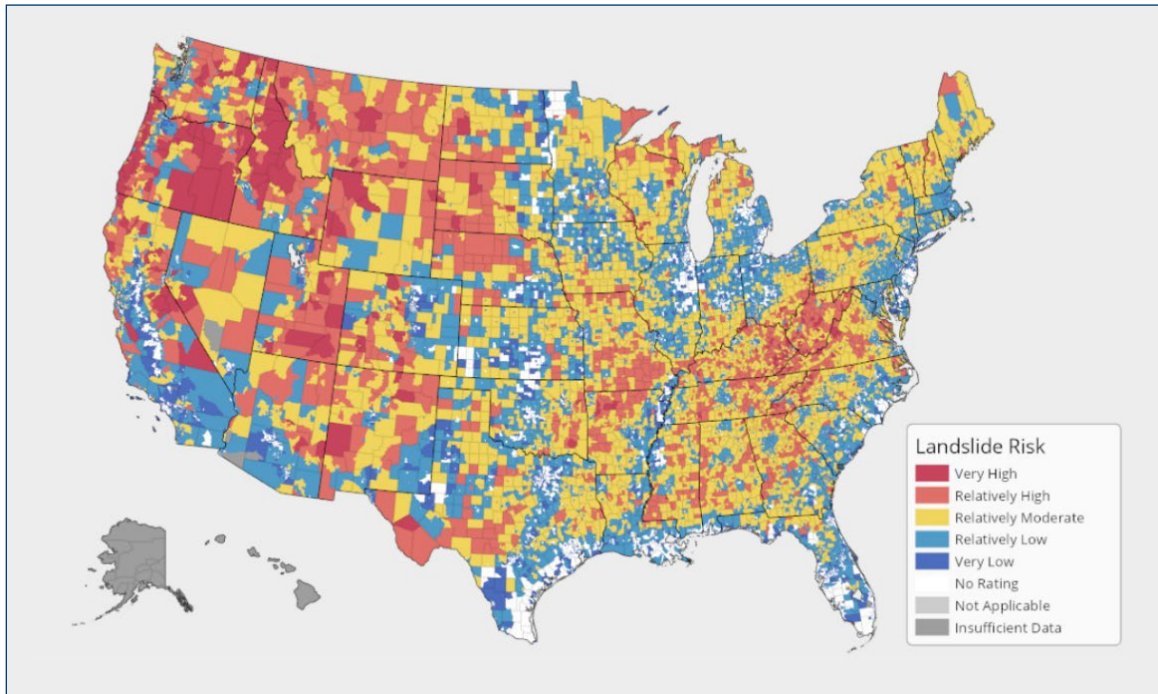 Landslide Risk
Very High
Relatively High
Relatively Moderate
Relatively Low
Very Low
No Rating
Not Applicable
Insufficient Data